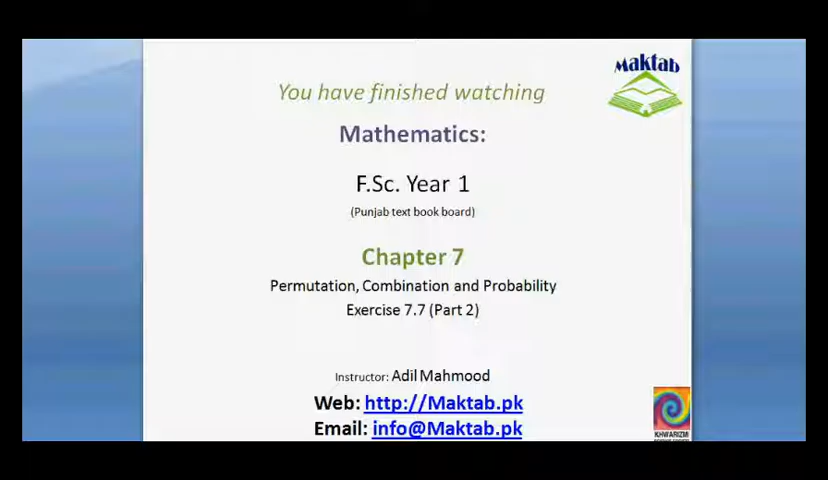 Maktab
You have finished watching
Mathematics:
F.Sc. Year 1
(Punjab text book board)
Chapter 7
Permutation, Combination and Probability
Exercise 7.7 (Part 2)
Instructor: Adil Mahmood
Web: http://Maktab.pk
Email: info@Maktab.pk
KHWARIZMI